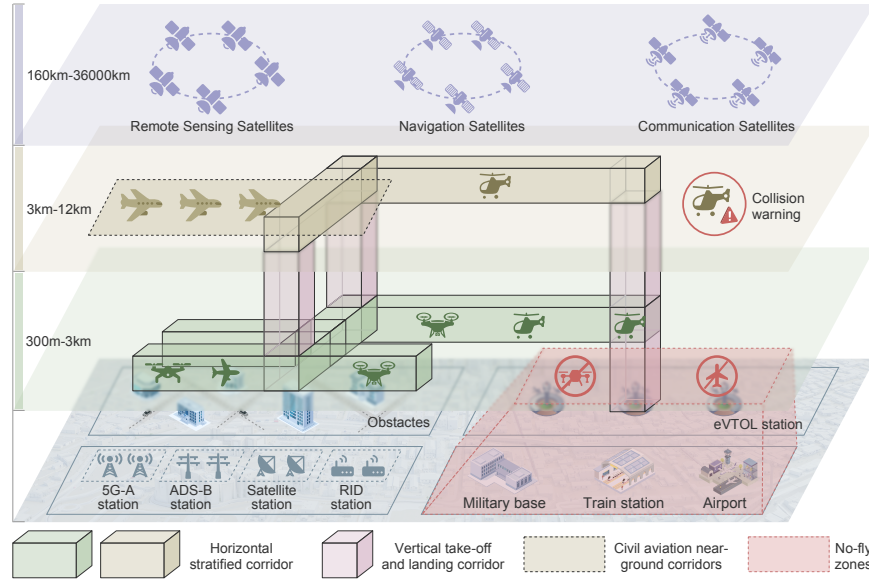 160km-36000km
Remote Sensing Satellites
Navigation Satellites
Communication Satellites
3km-12km
Collision
warning
300m-3km
Obstactes
eVTOL station
5G-A
station
ADS-B
station
Satellite
station
RID
station
Military base
Train station
Airport
Horizontal
stratified corridor
Vertical take-off
and landing corridor
Civil aviation near-
ground corridors
No-fly
zones